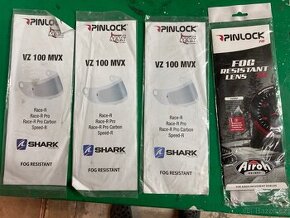 PINLOCK
VZ 100 MVX
Race-R
Race-R Pro
Race-R Pro Carbon
Speed-R
SHARK
FOG RESISTANT
PINLOCK
VZ 100 MVX
Race-R
Race-R Pro
Race-R Pro Carbon
Speed-R
SHARK
FOG RESISTANT
PINLOCK
VZ 100 MVX
Race-R
Race-R Pro
Race-R Pro Carbon
Speed-R
SHARK
FOG RESISTANT
PINLOCK
FOG
RESISTANT
LENS
Airoh